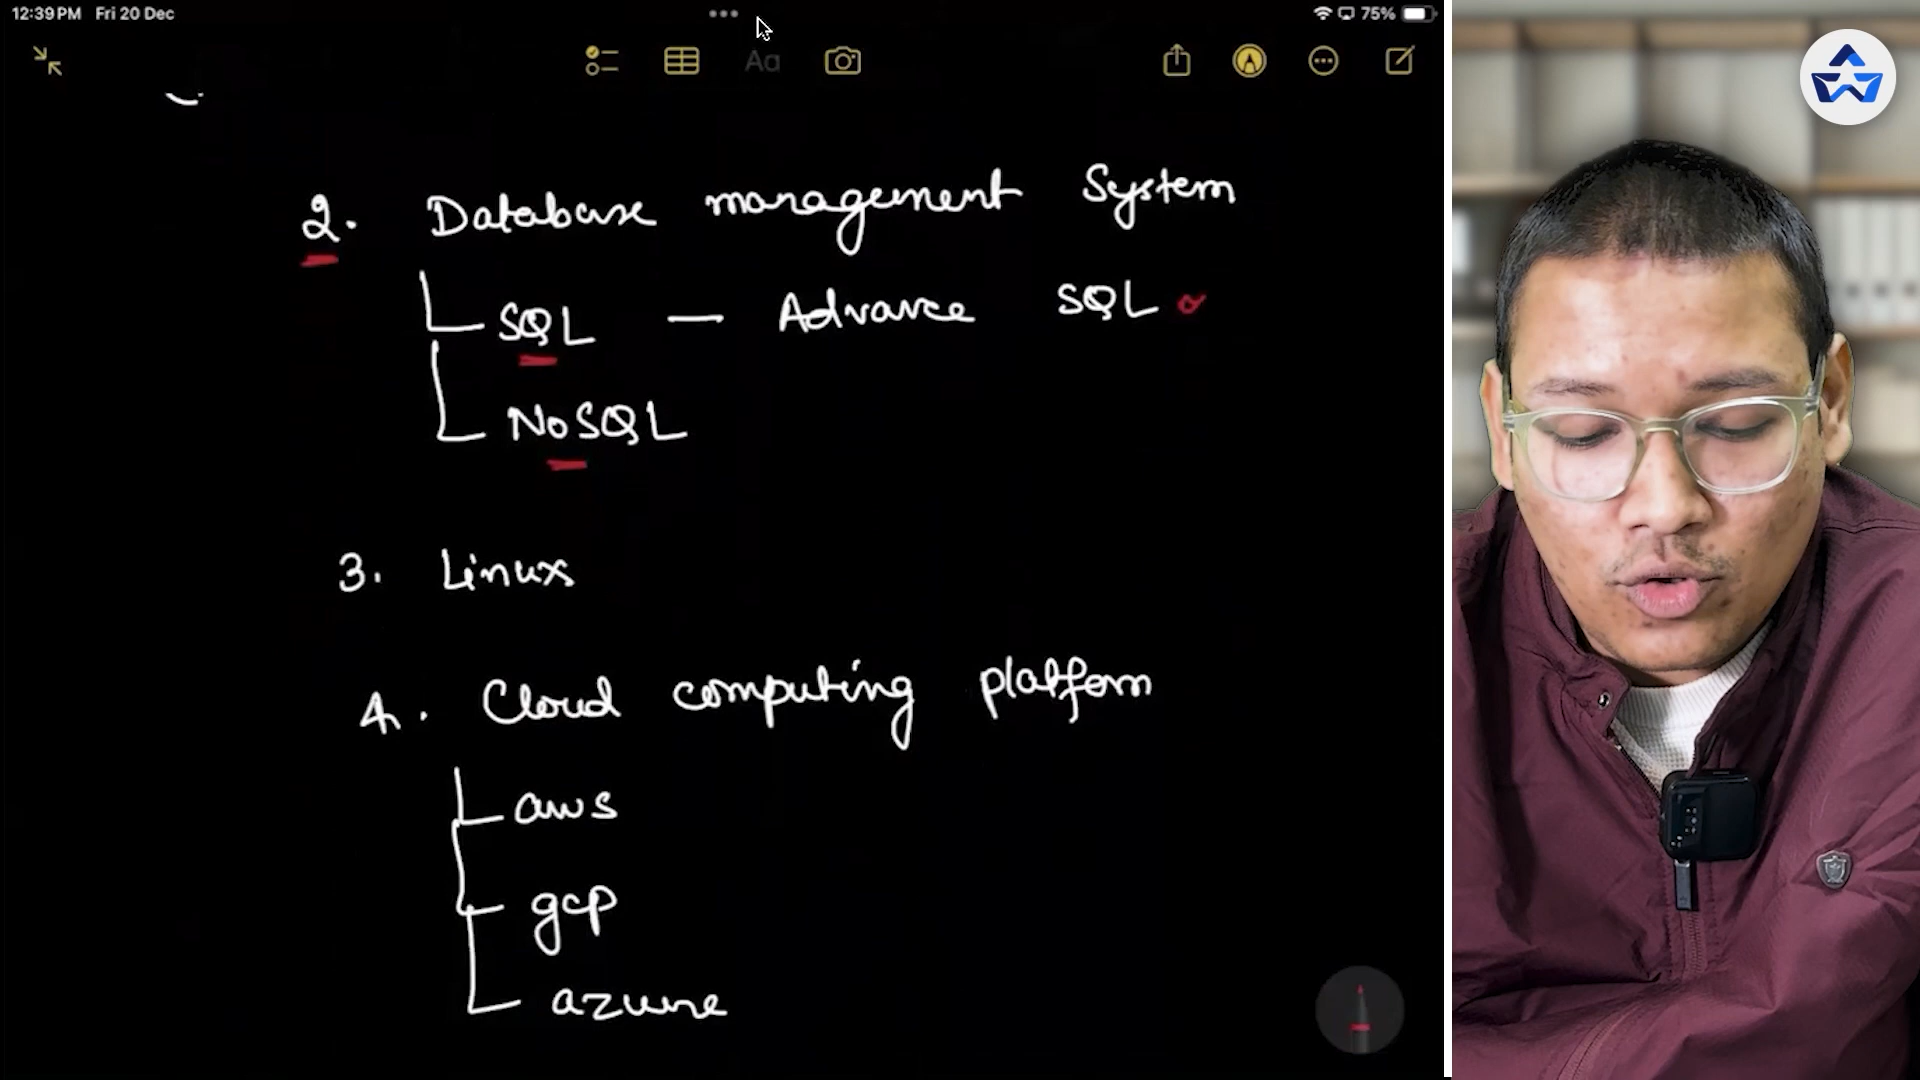 12:39 PM Fri 20 Dec
75%
Aa
2. Database management System
SQL — Advance SQL
NoSQL
3. Linux
4. Cloud computing platform
aws
gcp
azure